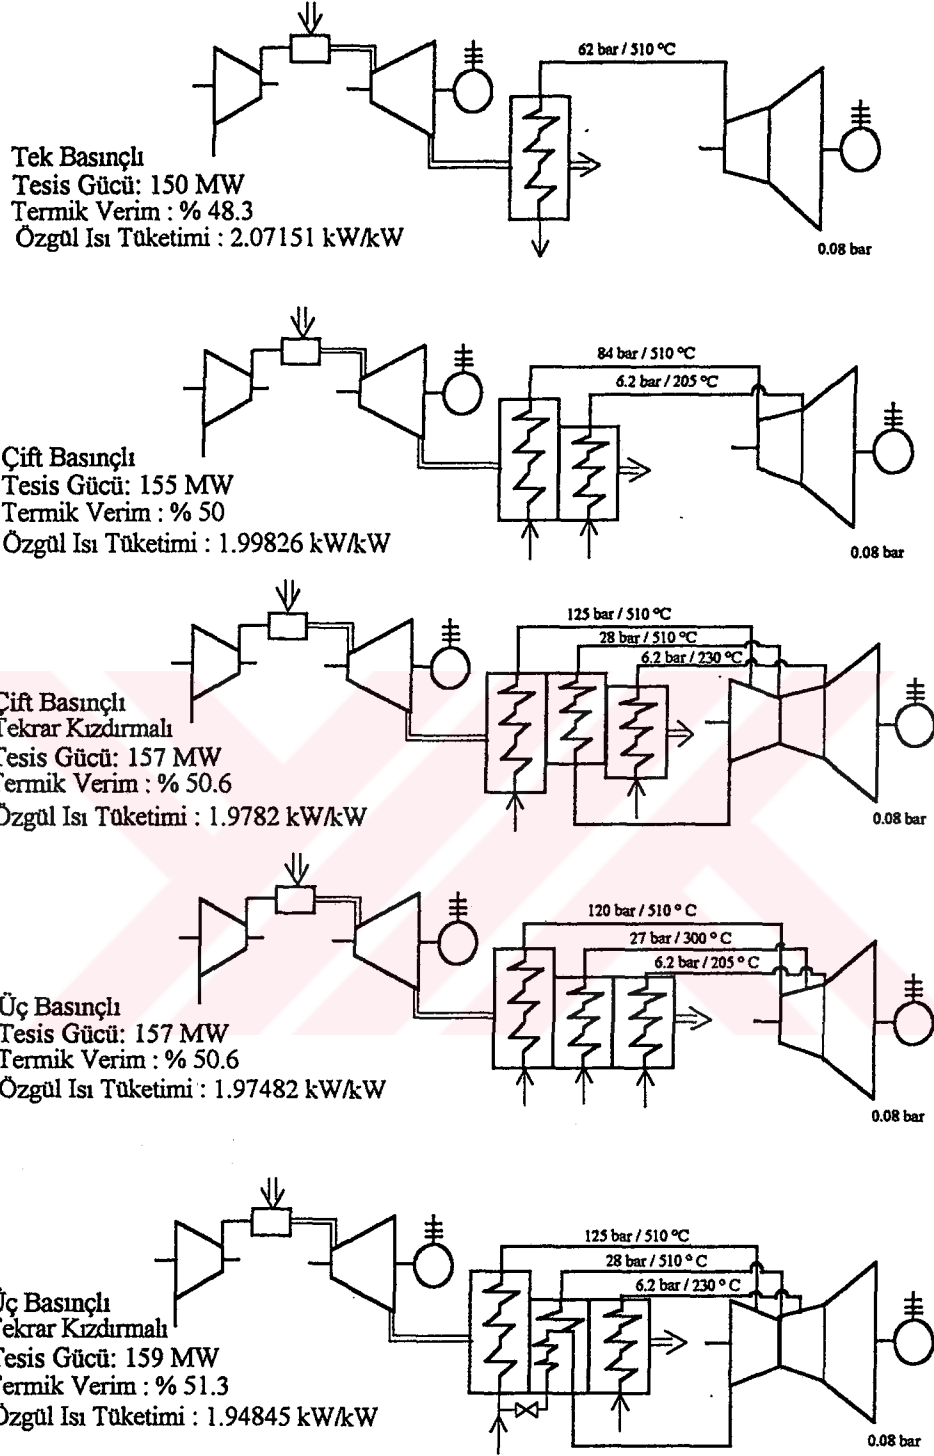 62 bar / 510 °C
Tek Basınçlı
Tesis Gücü: 150 MW
Termik Verim : % 48.3
Özgül Isı Tüketimi : 2.07151 kW/kW
0.08 bar
84 bar / 510 °C
6.2 bar / 205 °C
Çift Basınçlı
Tesis Gücü: 155 MW
Termik Verim : % 50
Özgül Isı Tüketimi : 1.99826 kW/kW
0.08 bar
125 bar / 510 °C
28 bar / 510 °C
6.2 bar / 230 °C
Çift Basınçlı
Tekrar Kızdırmalı
Tesis Gücü: 157 MW
Termik Verim : % 50.6
Özgül Isı Tüketimi : 1.9782 kW/kW
0.08 bar
120 bar / 510 ° C
27 bar / 300 ° C
6.2 bar / 205 ° C
Üç Basınçlı
Tesis Gücü: 157 MW
Termik Verim : % 50.6
Özgül Isı Tüketimi : 1.97482 kW/kW
0.08 bar
125 bar / 510 °C
28 bar / 510 ° C
6.2 bar / 230 ° C
Üç Basınçlı
Tekrar Kızdırmalı
Tesis Gücü: 159 MW
Termik Verim : % 51.3
Özgül Isı Tüketimi : 1.94845 kW/kW
0.08 bar